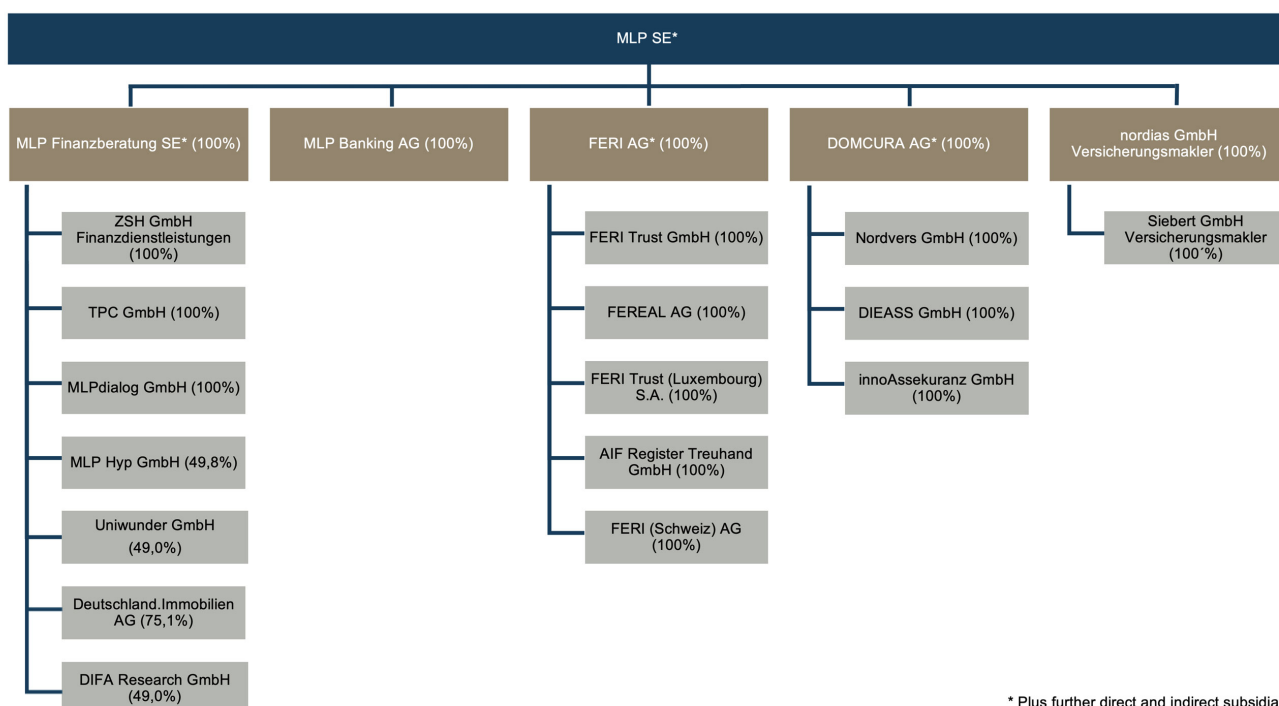 MLP SE*
MLP Finanzberatung SE* (100%)
MLP Banking AG (100%)
FERI AG* (100%)
DOMCURA AG* (100%)
nordias GmbH
Versicherungsmakler (100%)
ZSH GmbH
Finanzdienstleistungen
(100%)
TPC GmbH (100%)
MLPdialog GmbH (100%)
MLP Hyp GmbH (49,8%)
Uniwunder GmbH
(49,0%)
Deutschland.Immobilien
AG (75,1%)
DIFA Research GmbH
(49,0%)
FERI Trust GmbH (100%)
FEREAL AG (100%)
FERI Trust (Luxembourg)
S.A. (100%)
AIF Register Treuhand
GmbH (100%)
FERI (Schweiz) AG
(100%)
Nordvers GmbH (100%)
DIEASS GmbH (100%)
innoAssekuranz GmbH
(100%)
Siebert GmbH
Versicherungsmakler
(100´%)
* Plus further direct and indirect